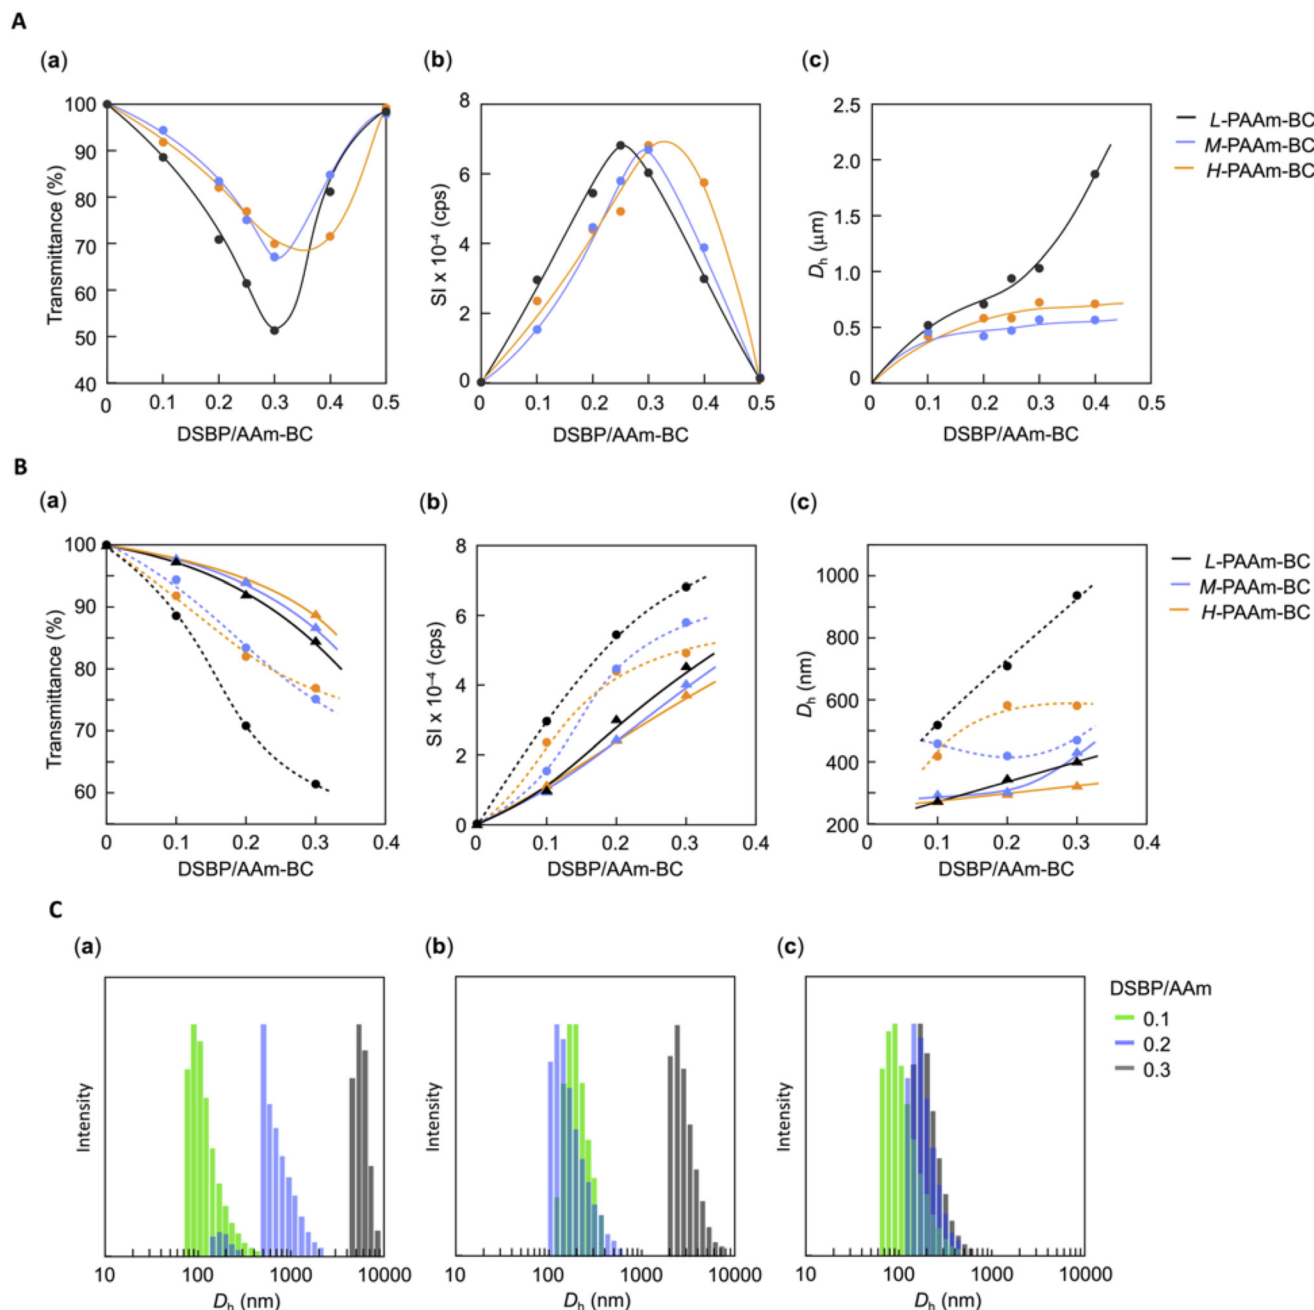 A
(a)
(b)
(c)
100
90
80
70
60
50
40
Transmittance (%)
0 0.1 0.2 0.3 0.4 0.5
DSBP/AAm-BC
8
6
4
2
0
SI x 10-4 (cps)
0 0.1 0.2 0.3 0.4 0.5
DSBP/AAm-BC
2.5
2.0
1.5
1.0
0.5
0
Dh (μm)
0 0.1 0.2 0.3 0.4 0.5
DSBP/AAm-BC
L-PAAm-BC
M-PAAm-BC
H-PAAm-BC
B
(a)
(b)
(c)
100
90
80
70
60
Transmittance (%)
0 0.1 0.2 0.3 0.4
DSBP/AAm-BC
8
6
4
2
0
SI x 10-4 (cps)
0 0.1 0.2 0.3 0.4
DSBP/AAm-BC
1000
800
600
400
200
Dh (nm)
0 0.1 0.2 0.3 0.4
DSBP/AAm-BC
L-PAAm-BC
M-PAAm-BC
H-PAAm-BC
C
(a)
(b)
(c)
Intensity
10 100 1000 10000
Dh (nm)
Intensity
10 100 1000 10000
Dh (nm)
Intensity
10 100 1000 10000
Dh (nm)
DSBP/AAm
0.1
0.2
0.3